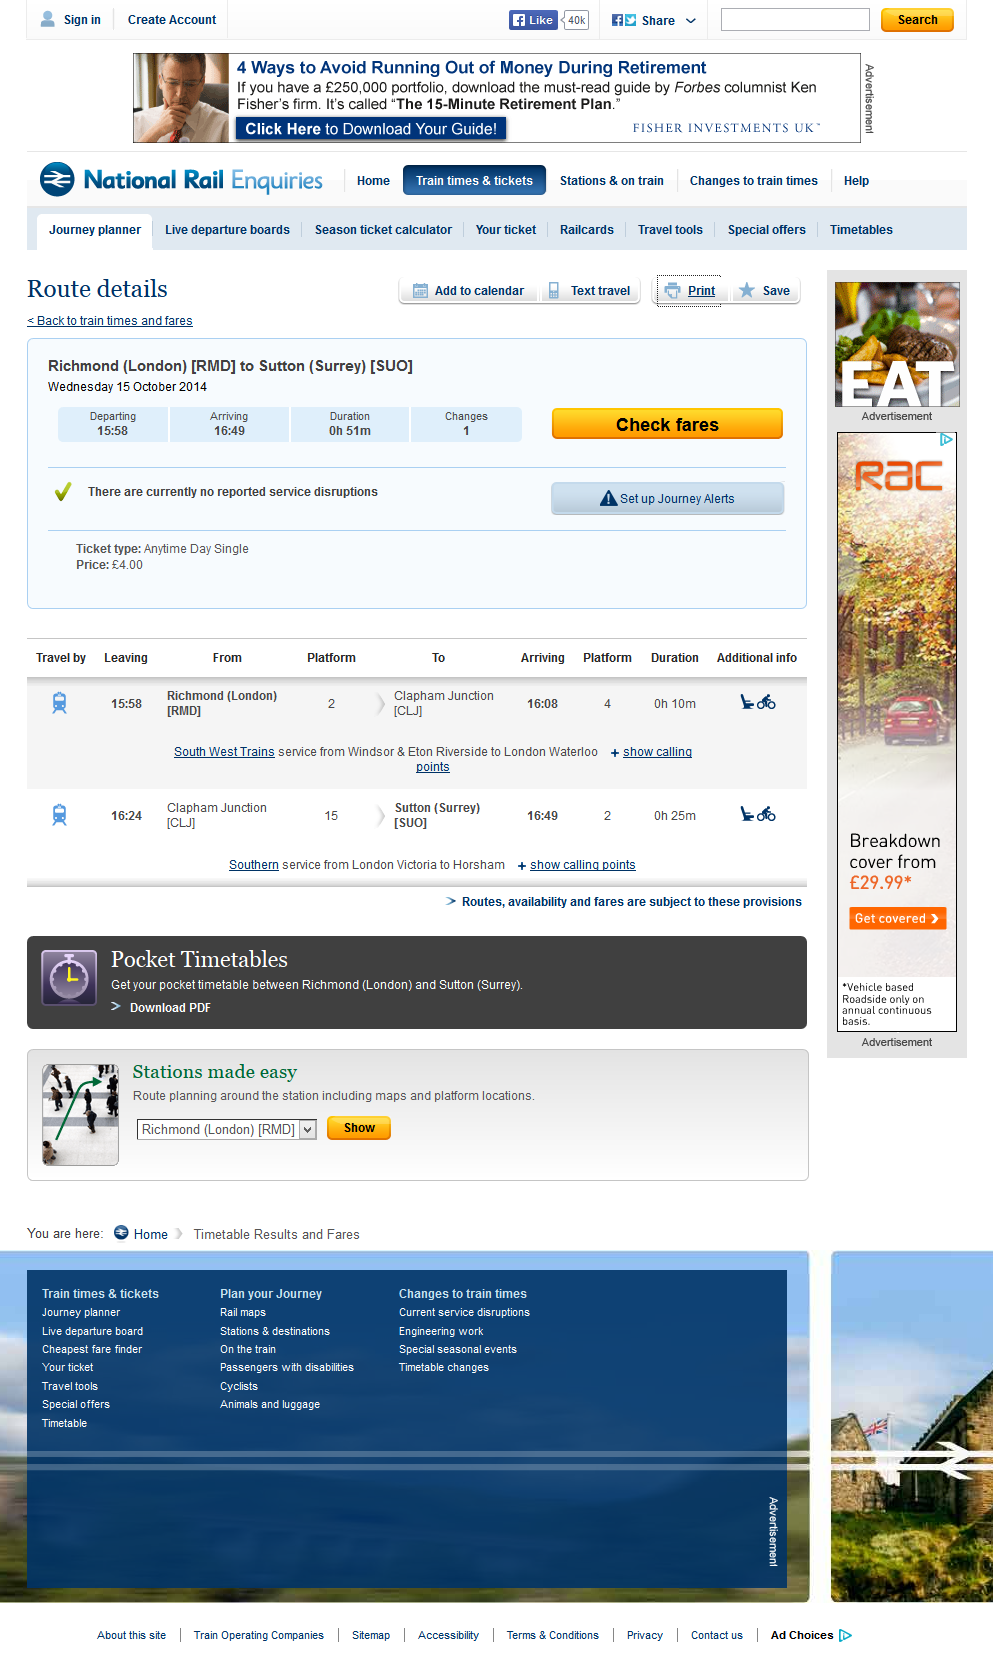 Sign in
Create Account
Like
40k
Share
Search
4 Ways to Avoid Running Out of Money During Retirement
If you have a £250,000 portfolio, download the must-read guide by Forbes columnist Ken
Fisher's firm. It's called “The 15-Minute Retirement Plan.”
Click Here to Download Your Guide!
FISHER INVESTMENTS UK™
Advertisement
National Rail Enquiries
Home
Train times & tickets
Stations & on train
Changes to train times
Help
Journey planner
Live departure boards
Season ticket calculator
Your ticket
Railcards
Travel tools
Special offers
Timetables
Route details
Add to calendar
Text travel
Print
Save
< Back to train times and fares
Richmond (London) [RMD] to Sutton (Surrey) [SUO]
Wednesday 15 October 2014
Departing Arriving Duration Changes
15:58 16:49 0h 51m 1
Check fares
There are currently no reported service disruptions
Set up Journey Alerts
Ticket type: Anytime Day Single
Price: £4.00
Travel by Leaving From Platform To Arriving Platform Duration Additional info
15:58 Richmond (London) [RMD] 2 Clapham Junction [CLJ] 16:08 4 0h 10m
South West Trains service from Windsor & Eton Riverside to London Waterloo + show calling
points
16:24 Clapham Junction [CLJ] 15 Sutton (Surrey) [SUO] 16:49 2 0h 25m
Southern service from London Victoria to Horsham + show calling points
Routes, availability and fares are subject to these provisions
Pocket Timetables
Get your pocket timetable between Richmond (London) and Sutton (Surrey).
Download PDF
Stations made easy
Route planning around the station including maps and platform locations.
Richmond (London) [RMD]
Show
EAT
Advertisement
RAC
Breakdown
cover from
£29.99*
Get covered
*Vehicle based
Roadside only on
annual continuous
basis.
Advertisement
You are here: Home Timetable Results and Fares
Train times & tickets
Journey planner
Live departure board
Cheapest fare finder
Your ticket
Travel tools
Special offers
Timetable
Plan your Journey
Rail maps
Stations & destinations
On the train
Passengers with disabilities
Cyclists
Animals and luggage
Changes to train times
Current service disruptions
Engineering work
Special seasonal events
Timetable changes
Advertisement
About this site
Train Operating Companies
Sitemap
Accessibility
Terms & Conditions
Privacy
Contact us
Ad Choices